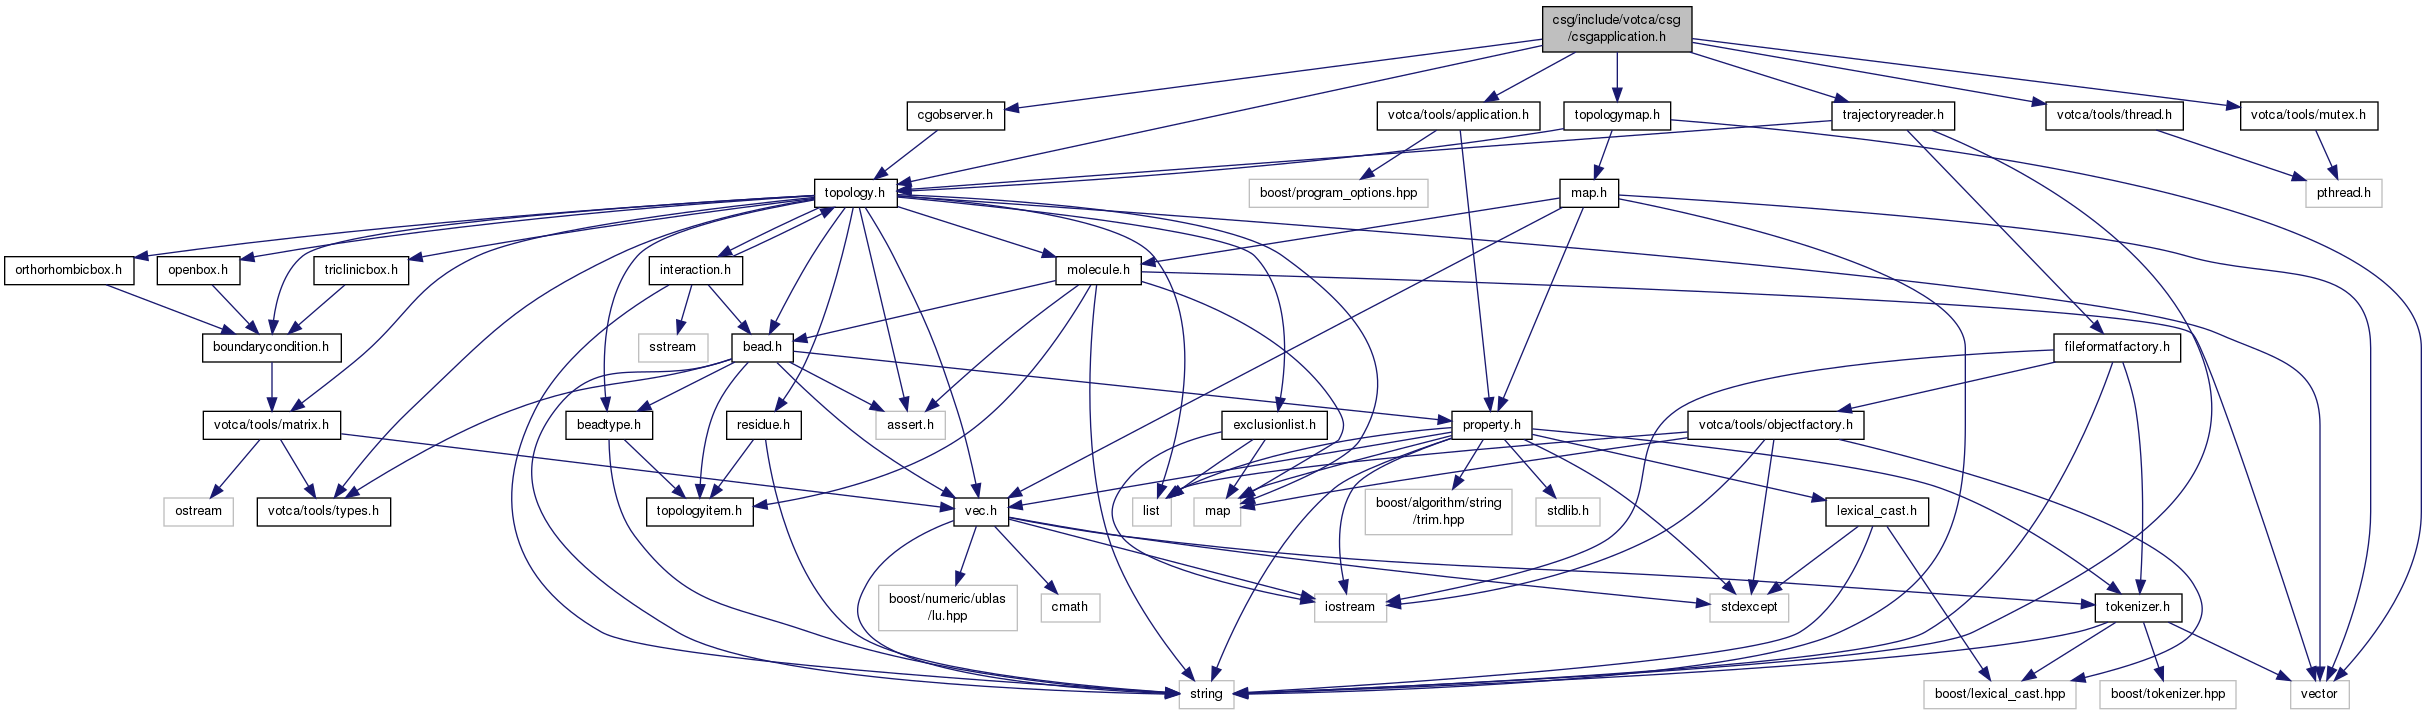 csg/include/votca/csg
/csgapplication.h
cgobserver.h
votca/tools/application.h
topologymap.h
trajectoryreader.h
votca/tools/thread.h
votca/tools/mutex.h
topology.h
boost/program_options.hpp
map.h
pthread.h
orthorhombicbox.h
openbox.h
triclinicbox.h
interaction.h
molecule.h
boundarycondition.h
sstream
bead.h
fileformatfactory.h
votca/tools/matrix.h
beadtype.h
residue.h
assert.h
exclusionlist.h
property.h
votca/tools/objectfactory.h
ostream
votca/tools/types.h
topologyitem.h
vec.h
list
map
boost/algorithm/string
/trim.hpp
stdlib.h
lexical_cast.h
boost/numeric/ublas
/lu.hpp
cmath
iostream
stdexcept
tokenizer.h
string
boost/lexical_cast.hpp
boost/tokenizer.hpp
vector